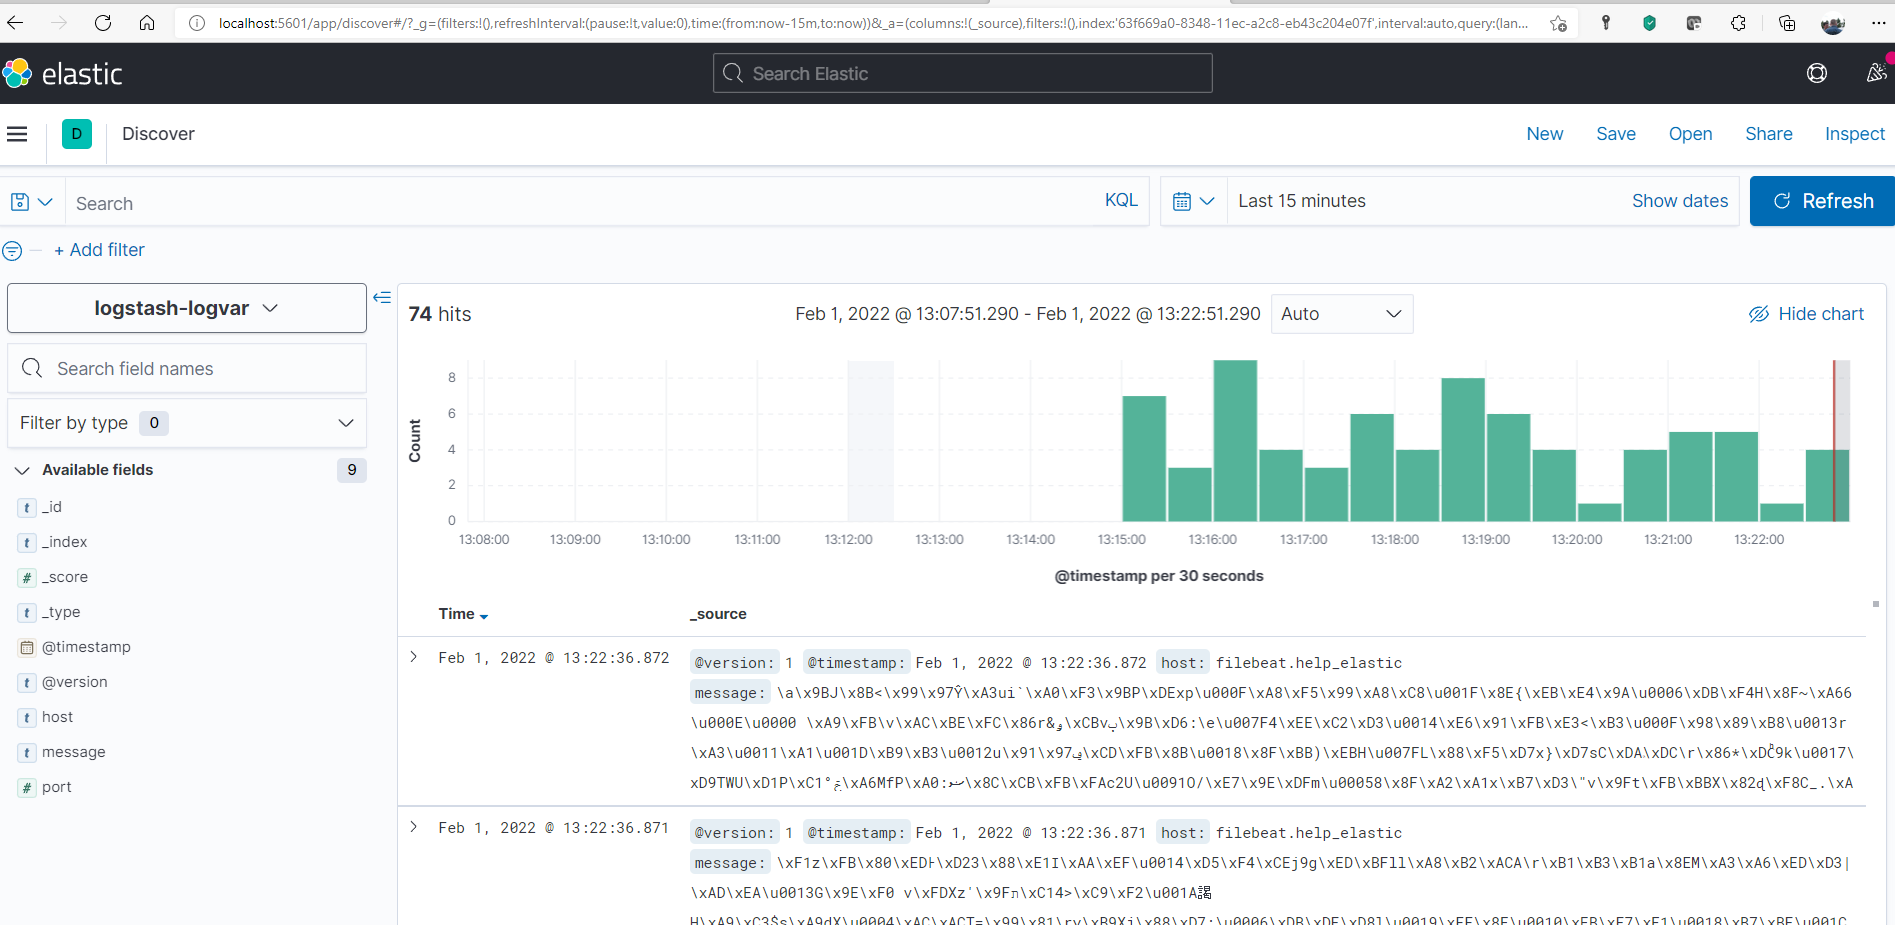 localhost:5601/app/discover#/?_g=(filters:!(),refreshInterval:(pause:!t,value:0),time:(from:now-15m,to:now))&_a=(columns:!(_source),filters:!(),index:'63f669a0-8348-11ec-a2c8-eb43c204e07f',interval:auto,query:(lan...
elastic
Search Elastic
D Discover New Save Open Share Inspect
Search KQL Last 15 minutes Show dates Refresh
+ Add filter
logstash-logvar
74 hits Feb 1, 2022 @ 13:07:51.290 - Feb 1, 2022 @ 13:22:51.290 Auto Hide chart
Search field names
Filter by type 0
Available fields 9
t _id
t _index
# _score
t _type
@timestamp
t @version
t host
t message
# port
Count
8
6
4
2
0
13:08:00 13:09:00 13:10:00 13:11:00 13:12:00 13:13:00 13:14:00 13:15:00 13:16:00 13:17:00 13:18:00 13:19:00 13:20:00 13:21:00 13:22:00
@timestamp per 30 seconds
Time _source
Feb 1, 2022 @ 13:22:36.872 @version: 1 @timestamp: Feb 1, 2022 @ 13:22:36.872 host: filebeat.help_elastic
message: \a\x9BJ\x8B<\x99\x97Ŷ\xA3ui`\xA0\xF3\x9BP\xDExp\u000F\xA8\xF5\x99\xA8\xC8\u001F\x8E{\xEB\xE4\x9A\u0006\xDB\xF4H\x8F~\xA66
\u000E\u0000 \xA9\xFB\v\xAC\xBE\xFC\x86r& \x9B\xD6:\e\u007F4\xEE\xC2\xD3\u0014\xE6\x91\xFB\xE3<\xB3\u000F\x98\x89\xB8\u0013r
\xA3\u0011\xA1\u001D\xB9\xB3\u0012u\x91\x97 \xCD\xFB\x8B\u0018\x8F\xBB)\xEBH\u007FL\x88\xF5\xD7x}\xD7sC\xDA \xDC\r\x86*\ 9k\u0017\
xD9TWU\xD1P\xC1° \xA6MfP\xA0: \x8C\xCB\xFB\xFAc2U\u0091O/\xE7\x9E\xDFm\u00058\x8F\xA2\xA1x\xB7\xD3\"v\x9Ft\xFB\xBBX\x82ɖ\xF8C_.\xA
Feb 1, 2022 @ 13:22:36.871 @version: 1 @timestamp: Feb 1, 2022 @ 13:22:36.871 host: filebeat.help_elastic
message: \xF1z\xFB\x80\xED \xD23\x88\xE1I\xAA\xEF\u0014\xD5\xF4\xCEj9g\xED\xBFll\xA8\xB2\xACA\r\xB1\xB3\xB1a\x8EM\xA3\xA6\xED\xD3|
\xAD\xEA\u0013G\x9E\xF0 v\xFDXz \x9F \xC14>\xC9\xF2\u001A